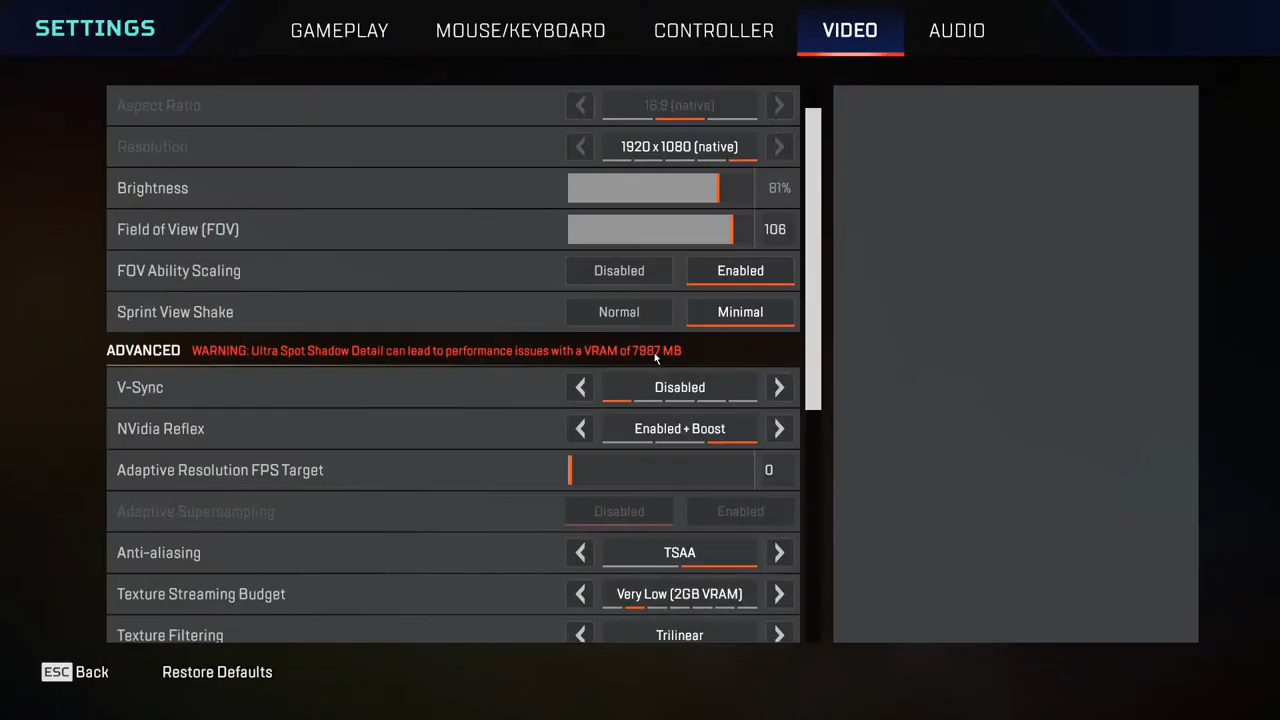 SETTINGS GAMEPLAY MOUSE/KEYBOARD CONTROLLER VIDEO AUDIO
Aspect Ratio 16:9 (native)
Resolution 1920 x 1080 (native)
Brightness 81%
Field of View (FOV) 106
FOV Ability Scaling Disabled Enabled
Sprint View Shake Normal Minimal
ADVANCED WARNING: Ultra Spot Shadow Detail can lead to performance issues with a VRAM of 7987 MB
V-Sync Disabled
NVidia Reflex Enabled + Boost
Adaptive Resolution FPS Target 0
Adaptive Supersampling Disabled Enabled
Anti-aliasing TSAA
Texture Streaming Budget Very Low (2GB VRAM)
Texture Filtering Trilinear
ESC Back Restore Defaults